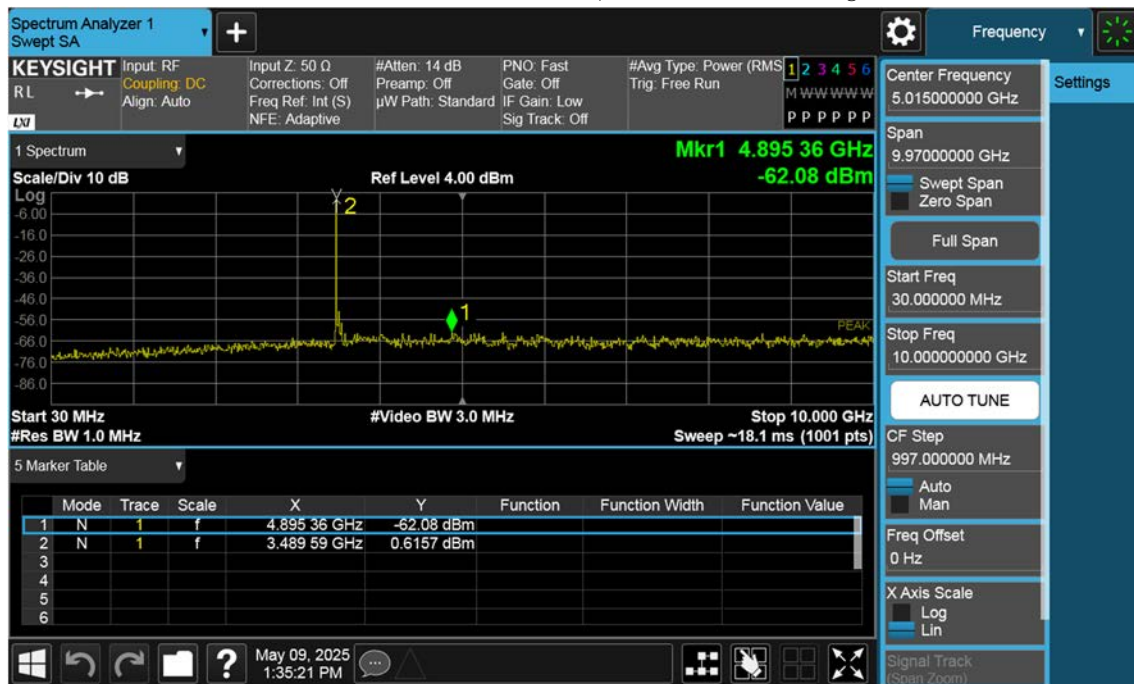 Spectrum Analyzer 1
Swept SA
Frequency
KEYSIGHT
RL
LXI
Input: RF
Coupling: DC
Align: Auto
Input Z: 50 Ω
Corrections: Off
Freq Ref: Int (S)
NFE: Adaptive
#Atten: 14 dB
Preamp: Off
µW Path: Standard
PNO: Fast
Gate: Off
IF Gain: Low
Sig Track: Off
#Avg Type: Power (RMS
Trig: Free Run
1 2 3 4 5 6
M W W W W W
P P P P P P
1 Spectrum
Mkr1 4.895 36 GHz
-62.08 dBm
Scale/Div 10 dB
Ref Level 4.00 dBm
Log
-6.00
-16.0
-26.0
-36.0
-46.0
-56.0
-66.0
-76.0
-86.0
2
1
PEAK
Start 30 MHz
#Video BW 3.0 MHz
Stop 10.000 GHz
#Res BW 1.0 MHz
Sweep ~18.1 ms (1001 pts)
5 Marker Table
Mode Trace Scale X Y Function Function Width Function Value
1 N 1 f 4.895 36 GHz -62.08 dBm
2 N 1 f 3.489 59 GHz 0.6157 dBm
3
4
5
6
?
May 09, 2025
1:35:21 PM
Center Frequency
5.015000000 GHz
Span
9.97000000 GHz
Swept Span
Zero Span
Full Span
Start Freq
30.000000 MHz
Stop Freq
10.000000000 GHz
AUTO TUNE
CF Step
997.000000 MHz
Auto
Man
Freq Offset
0 Hz
X Axis Scale
Log
Lin
Signal Track
(Span Zoom)
Settings